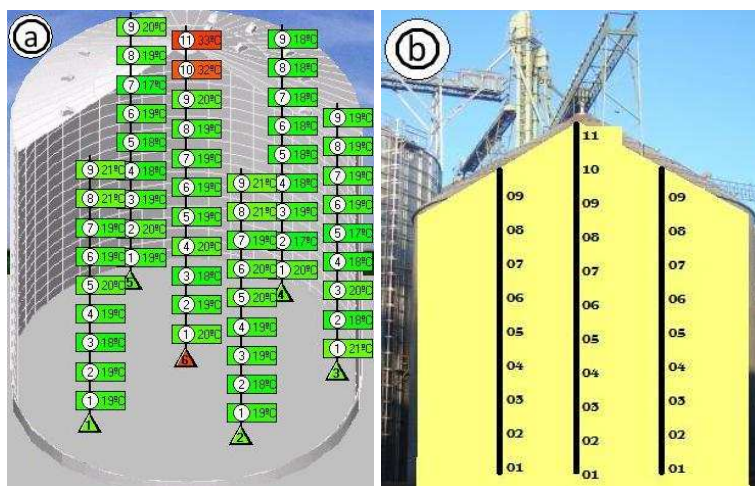 a
9 21ºC
8 21ºC
7 19ºC
6 19ºC
5 20ºC
4 19ºC
3 18ºC
2 19ºC
1 19ºC
1
9 20ºC
8 19ºC
7 17ºC
6 19ºC
5 18ºC
4 18ºC
3 19ºC
2 20ºC
1 19ºC
5
11 33ºC
10 32ºC
9 20ºC
8 19ºC
7 19ºC
6 19ºC
5 19ºC
4 20ºC
3 18ºC
2 19ºC
1 20ºC
6
9 21ºC
8 21ºC
7 19ºC
6 20ºC
5 20ºC
4 19ºC
3 19ºC
2 18ºC
1 19ºC
2
9 18ºC
8 18ºC
7 18ºC
6 18ºC
5 18ºC
4 18ºC
3 19ºC
2 17ºC
1 20ºC
4
9 19ºC
8 19ºC
7 19ºC
6 19ºC
5 17ºC
4 18ºC
3 20ºC
2 18ºC
1 21ºC
3
b
09
08
07
06
05
04
03
02
01
11
10
09
08
07
06
05
04
03
02
01
09
08
07
06
05
04
03
02
01